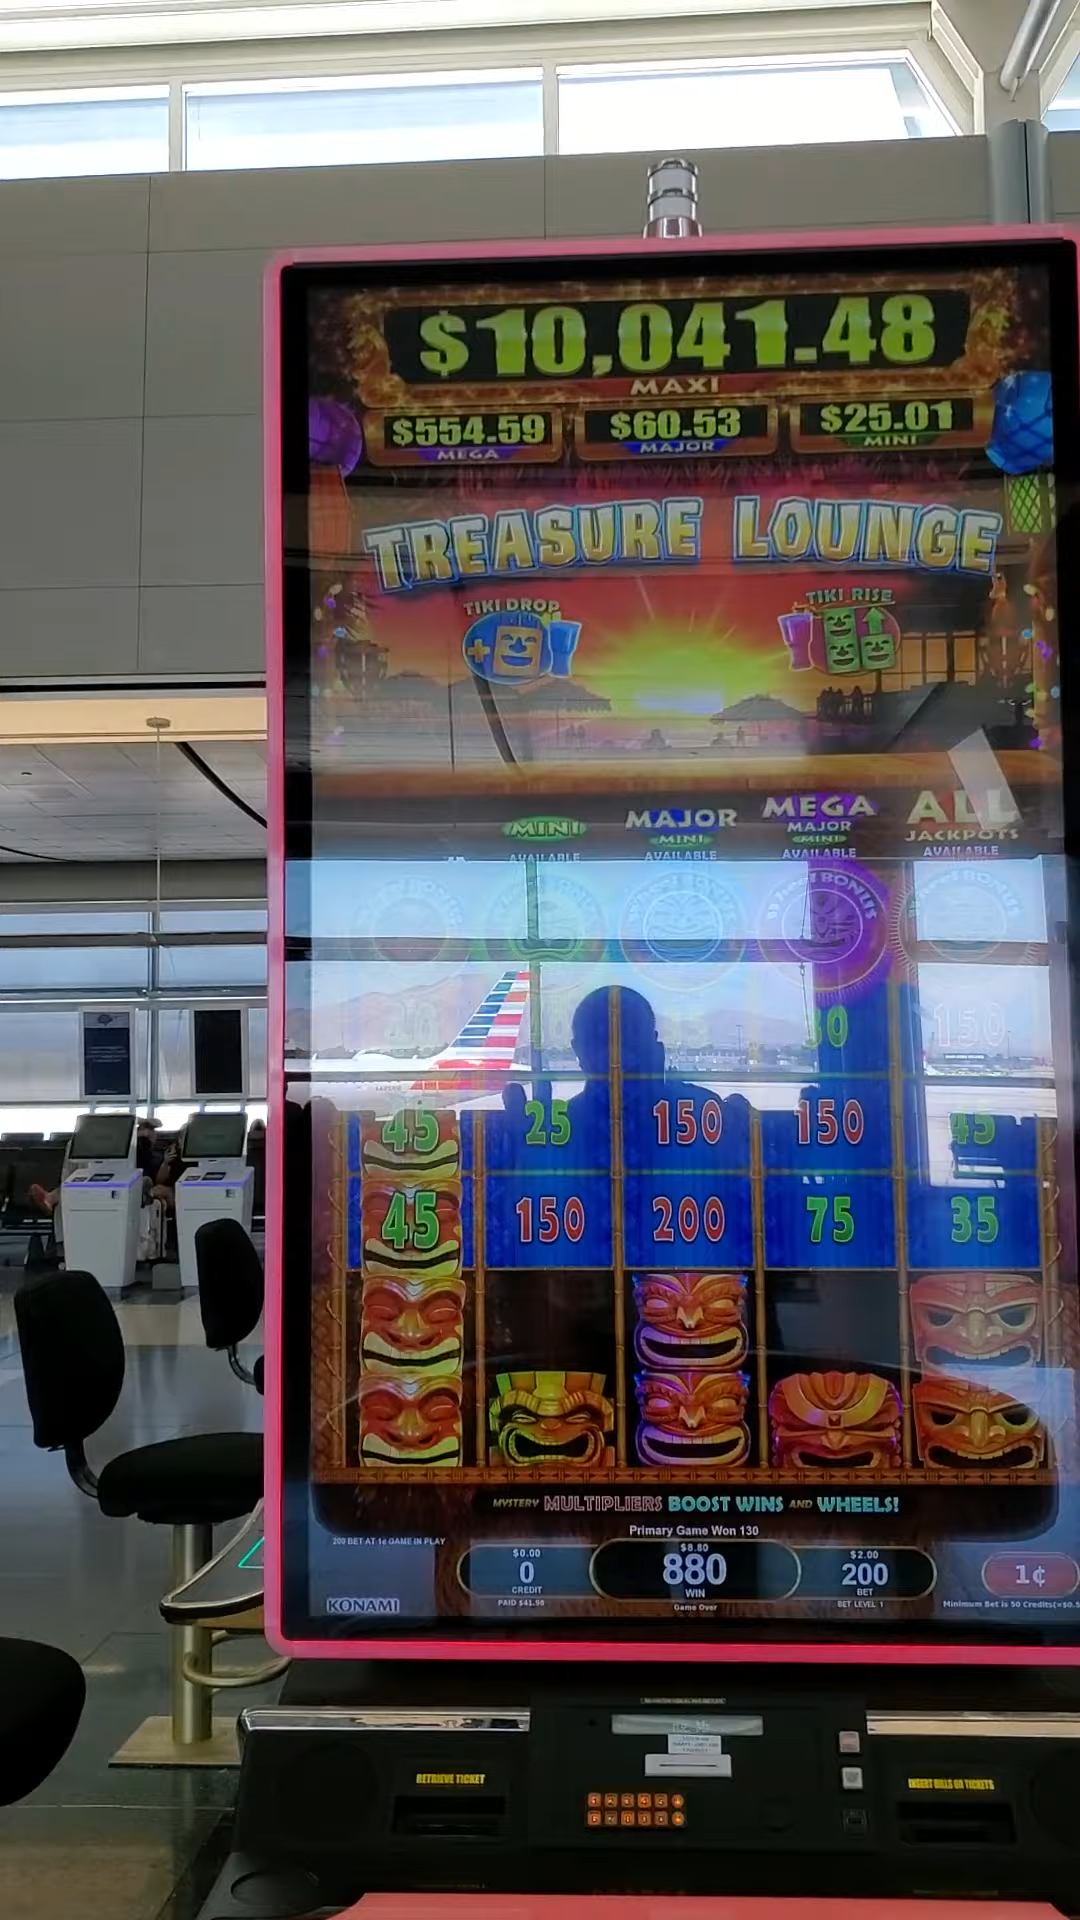 $10,041.48
MAXI
$554.59
MEGA
$60.53
MAJOR
$25.01
MINI
TREASURE LOUNGE
TIKI DROP
TIKI RISE
MINI
AVAILABLE
MAJOR
MINI
AVAILABLE
MEGA
MAJOR
MINI
AVAILABLE
ALL
JACKPOTS
AVAILABLE
Wheel BONUS
Wheel BONUS
150
45 25 150 150 45
45 150 200 75 35
MYSTERY MULTIPLIERS BOOST WINS AND WHEELS!
Primary Game Won 130
200 BET AT 1¢ GAME IN PLAY
$0.00
0
CREDIT
PAID $41.98
$8.80
880
WIN
Game Over
$2.00
200
BET
BET LEVEL 1
1¢
Minimum Bet is 50 Credits
KONAMI
RETRIEVE TICKET
INSERT BILLS OR TICKETS